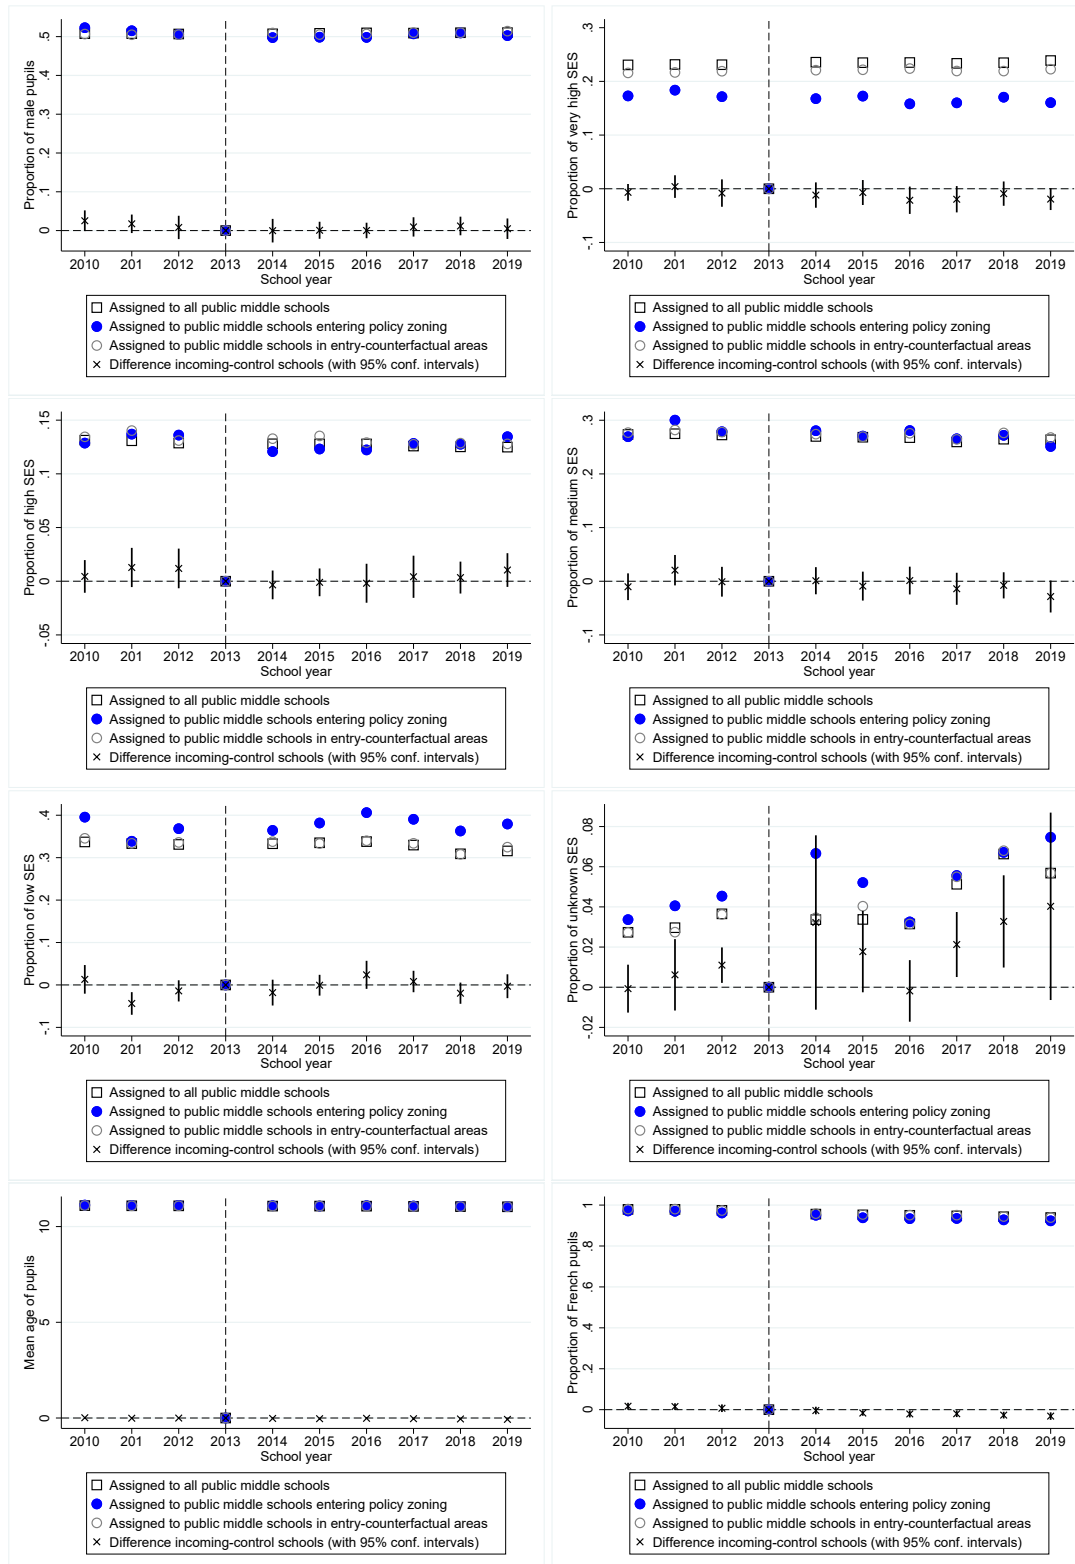 Proportion of male pupils
.5
.4
.3
.2
.1
0
2010 201 2012 2013 2014 2015 2016 2017 2018 2019
School year
Assigned to all public middle schools
Assigned to public middle schools entering policy zoning
Assigned to public middle schools in entry-counterfactual areas
Difference incoming-control schools (with 95% conf. intervals)
Proportion of very high SES
.3
.2
.1
0
-.1
2010 201 2012 2013 2014 2015 2016 2017 2018 2019
School year
Assigned to all public middle schools
Assigned to public middle schools entering policy zoning
Assigned to public middle schools in entry-counterfactual areas
Difference incoming-control schools (with 95% conf. intervals)
Proportion of high SES
.15
.1
.05
0
-.05
2010 201 2012 2013 2014 2015 2016 2017 2018 2019
School year
Assigned to all public middle schools
Assigned to public middle schools entering policy zoning
Assigned to public middle schools in entry-counterfactual areas
Difference incoming-control schools (with 95% conf. intervals)
Proportion of medium SES
.3
.2
.1
0
-.1
2010 201 2012 2013 2014 2015 2016 2017 2018 2019
School year
Assigned to all public middle schools
Assigned to public middle schools entering policy zoning
Assigned to public middle schools in entry-counterfactual areas
Difference incoming-control schools (with 95% conf. intervals)
Proportion of low SES
.4
.3
.2
.1
0
-.1
2010 201 2012 2013 2014 2015 2016 2017 2018 2019
School year
Assigned to all public middle schools
Assigned to public middle schools entering policy zoning
Assigned to public middle schools in entry-counterfactual areas
Difference incoming-control schools (with 95% conf. intervals)
Proportion of unknown SES
.08
.06
.04
.02
0
-.02
2010 201 2012 2013 2014 2015 2016 2017 2018 2019
School year
Assigned to all public middle schools
Assigned to public middle schools entering policy zoning
Assigned to public middle schools in entry-counterfactual areas
Difference incoming-control schools (with 95% conf. intervals)
Mean age of pupils
10
5
0
2010 201 2012 2013 2014 2015 2016 2017 2018 2019
School year
Assigned to all public middle schools
Assigned to public middle schools entering policy zoning
Assigned to public middle schools in entry-counterfactual areas
Difference incoming-control schools (with 95% conf. intervals)
Proportion of French pupils
1
.8
.6
.4
.2
0
2010 201 2012 2013 2014 2015 2016 2017 2018 2019
School year
Assigned to all public middle schools
Assigned to public middle schools entering policy zoning
Assigned to public middle schools in entry-counterfactual areas
Difference incoming-control schools (with 95% conf. intervals)